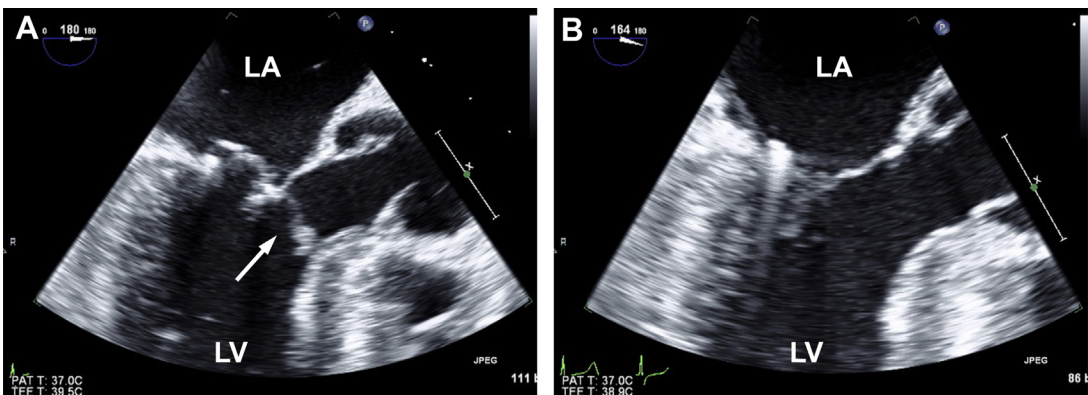 A
0 180 180
P
LA
X
R
LV
JPEG
PAT T: 37.0C
TEE T: 39.5C
111 b
B
0 164 180
P
LA
X
R
LV
JPEG
PAT T: 37.0C
TEE T: 38.9C
86 b